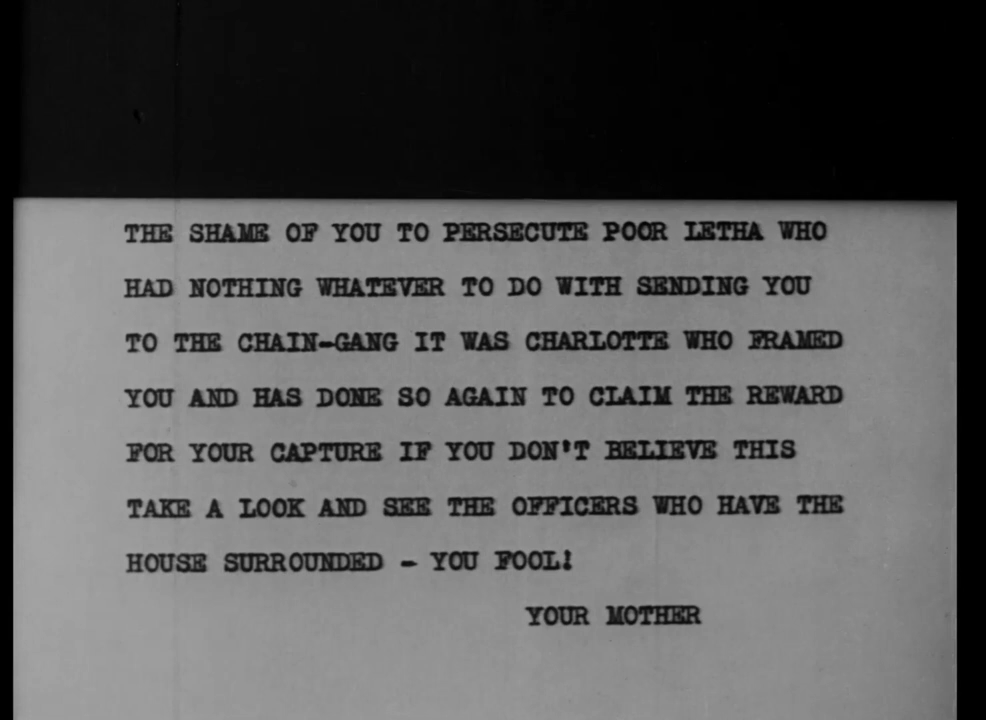 THE SHAME OF YOU TO PERSECUTE POOR LETHA WHO
HAD NOTHING WHATEVER TO DO WITH SENDING YOU
TO THE CHAIN-GANG IT WAS CHARLOTTE WHO FRAMED
YOU AND HAS DONE SO AGAIN TO CLAIM THE REWARD
FOR YOUR CAPTURE IF YOU DON'T BELIEVE THIS
TAKE A LOOK AND SEE THE OFFICERS WHO HAVE THE
HOUSE SURROUNDED - YOU FOOL!
YOUR MOTHER